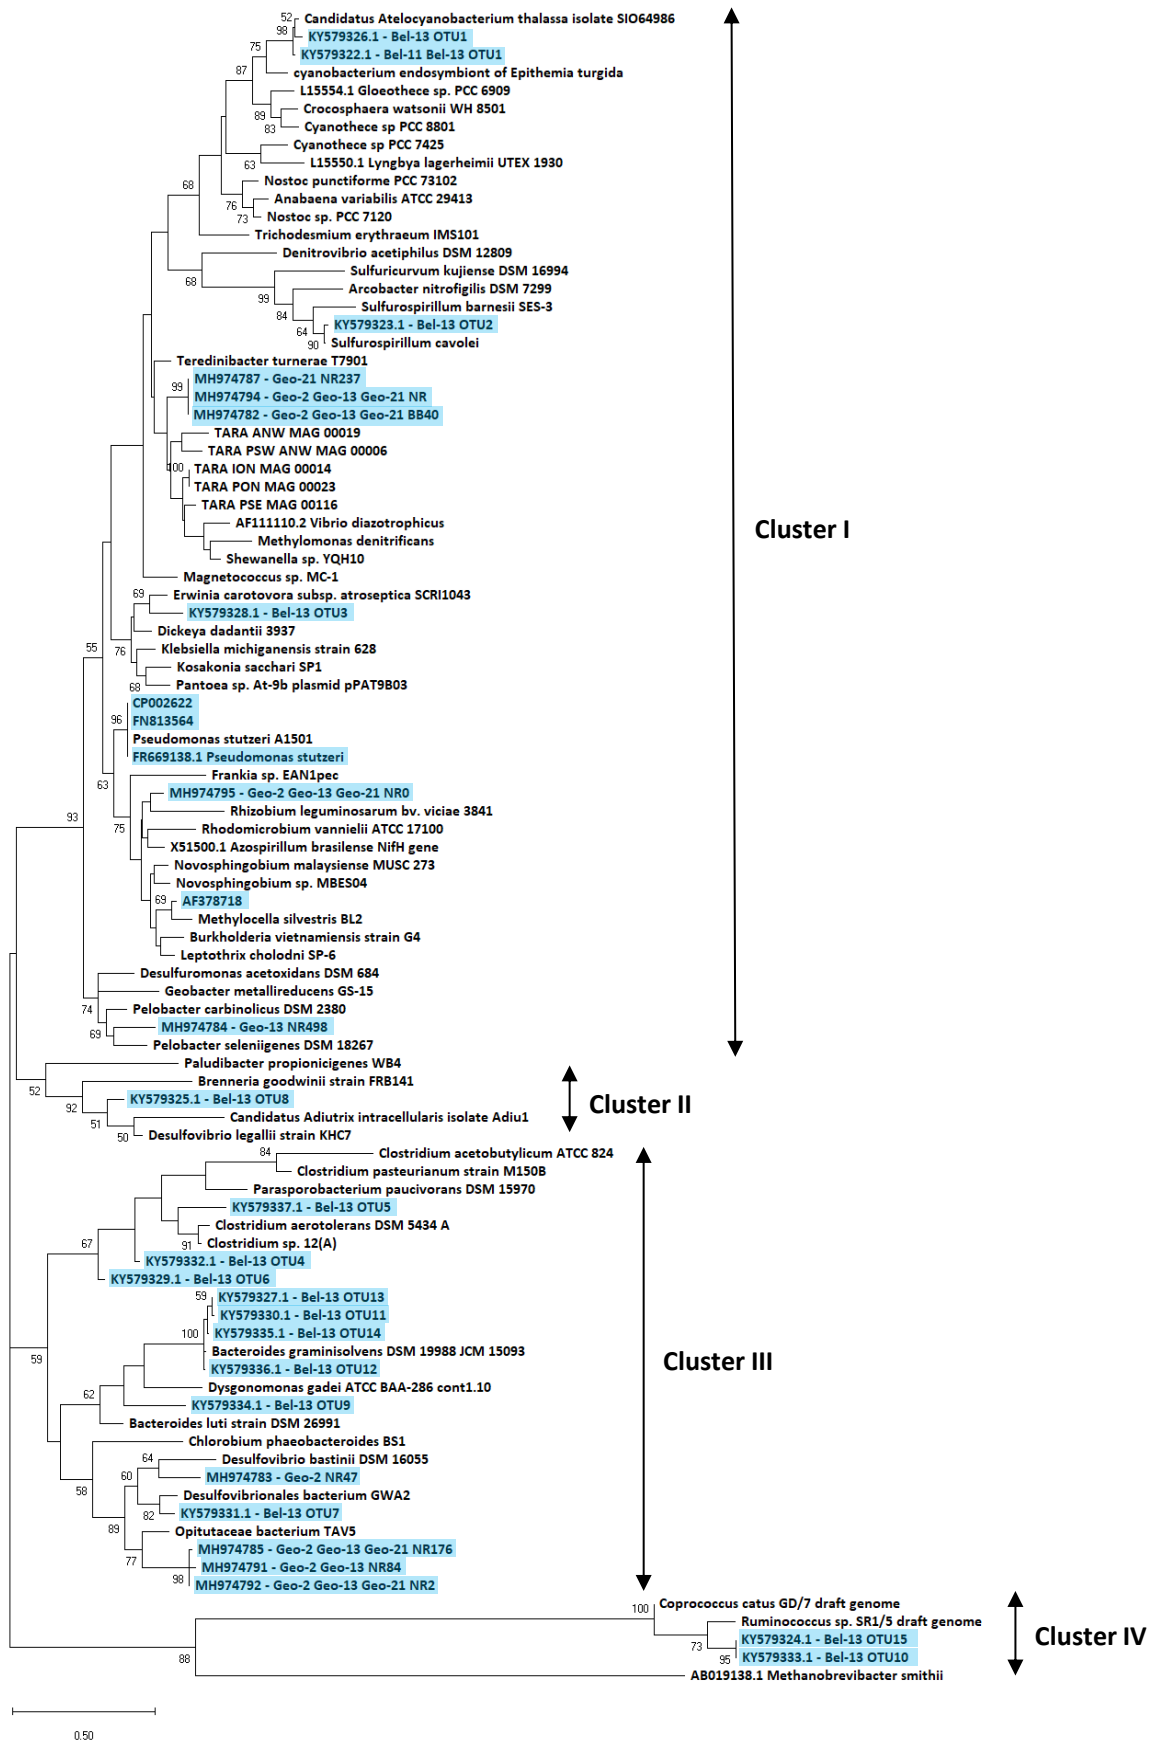 52
Candidatus Atelocyanobacterium thalassa isolate SIO64986
98
KY579326.1 - Bel-13 OTU1
75
KY579322.1 - Bel-11 Bel-13 OTU1
87
cyanobacterium endosymbiont of Epithemia turgida
L15554.1 Gloeothece sp. PCC 6909
89
Crocosphaera watsonii WH 8501
83
Cyanothece sp PCC 8801
Cyanothece sp PCC 7425
63
L15550.1 Lyngbya lagerheimii UTEX 1930
68
Nostoc punctiforme PCC 73102
76
Anabaena variabilis ATCC 29413
73
Nostoc sp. PCC 7120
Trichodesmium erythraeum IMS101
Denitrovibrio acetiphilus DSM 12809
68
Sulfuricurvum kujiense DSM 16994
99
Arcobacter nitrofigilis DSM 7299
84
Sulfurospirillum barnesii SES-3
64
KY579323.1 - Bel-13 OTU2
90
Sulfurospirillum cavolei
Teredinibacter turnerae T7901
99
MH974787 - Geo-21 NR237
MH974794 - Geo-2 Geo-13 Geo-21 NR
MH974782 - Geo-2 Geo-13 Geo-21 BB40
TARA ANW MAG 00019
TARA PSW ANW MAG 00006
100
TARA ION MAG 00014
TARA PON MAG 00023
TARA PSE MAG 00116
AF111110.2 Vibrio diazotrophicus
Methylomonas denitrificans
Shewanella sp. YQH10
Magnetococcus sp. MC-1
Cluster I
69
Erwinia carotovora subsp. atroseptica SCRI1043
KY579328.1 - Bel-13 OTU3
Dickeya dadantii 3937
55
76
Klebsiella michiganensis strain 628
Kosakonia sacchari SP1
68
Pantoea sp. At-9b plasmid pPAT9B03
CP002622
96
FN813564
Pseudomonas stutzeri A1501
FR669138.1 Pseudomonas stutzeri
63
Frankia sp. EAN1pec
MH974795 - Geo-2 Geo-13 Geo-21 NR0
Rhizobium leguminosarum bv. viciae 3841
93
75
Rhodomicrobium vannielii ATCC 17100
X51500.1 Azospirillum brasilense NifH gene
Novosphingobium malaysiense MUSC 273
Novosphingobium sp. MBES04
69
AF378718
Methylocella silvestris BL2
Burkholderia vietnamiensis strain G4
Leptothrix cholodni SP-6
Desulfuromonas acetoxidans DSM 684
Geobacter metallireducens GS-15
74
Pelobacter carbinolicus DSM 2380
69
MH974784 - Geo-13 NR498
Pelobacter seleniigenes DSM 18267
Paludibacter propionicigenes WB4
52
Brenneria goodwinii strain FRB141
92
KY579325.1 - Bel-13 OTU8
51
Candidatus Adiutrix intracellularis isolate Adiu1
50
Desulfovibrio legallii strain KHC7
Cluster II
84
Clostridium acetobutylicum ATCC 824
Clostridium pasteurianum strain M150B
Parasporobacterium paucivorans DSM 15970
KY579337.1 - Bel-13 OTU5
Clostridium aerotolerans DSM 5434 A
67
91
Clostridium sp. 12(A)
KY579332.1 - Bel-13 OTU4
KY579329.1 - Bel-13 OTU6
59
KY579327.1 - Bel-13 OTU13
KY579330.1 - Bel-13 OTU11
100
KY579335.1 - Bel-13 OTU14
59
Bacteroides graminisolvens DSM 19988 JCM 15093
KY579336.1 - Bel-13 OTU12
Dysgonomonas gadei ATCC BAA-286 cont1.10
62
KY579334.1 - Bel-13 OTU9
Bacteroides luti strain DSM 26991
Cluster III
Chlorobium phaeobacteroides BS1
64
Desulfovibrio bastinii DSM 16055
60
MH974783 - Geo-2 NR47
58
Desulfovibrionales bacterium GWA2
82
KY579331.1 - Bel-13 OTU7
89
Opitutaceae bacterium TAV5
MH974785 - Geo-2 Geo-13 Geo-21 NR176
77
MH974791 - Geo-2 Geo-13 NR84
98
MH974792 - Geo-2 Geo-13 Geo-21 NR2
100
Coprococcus catus GD/7 draft genome
Ruminococcus sp. SR1/5 draft genome
73
KY579324.1 - Bel-13 OTU15
95
KY579333.1 - Bel-13 OTU10
88
AB019138.1 Methanobrevibacter smithii
Cluster IV
0.50